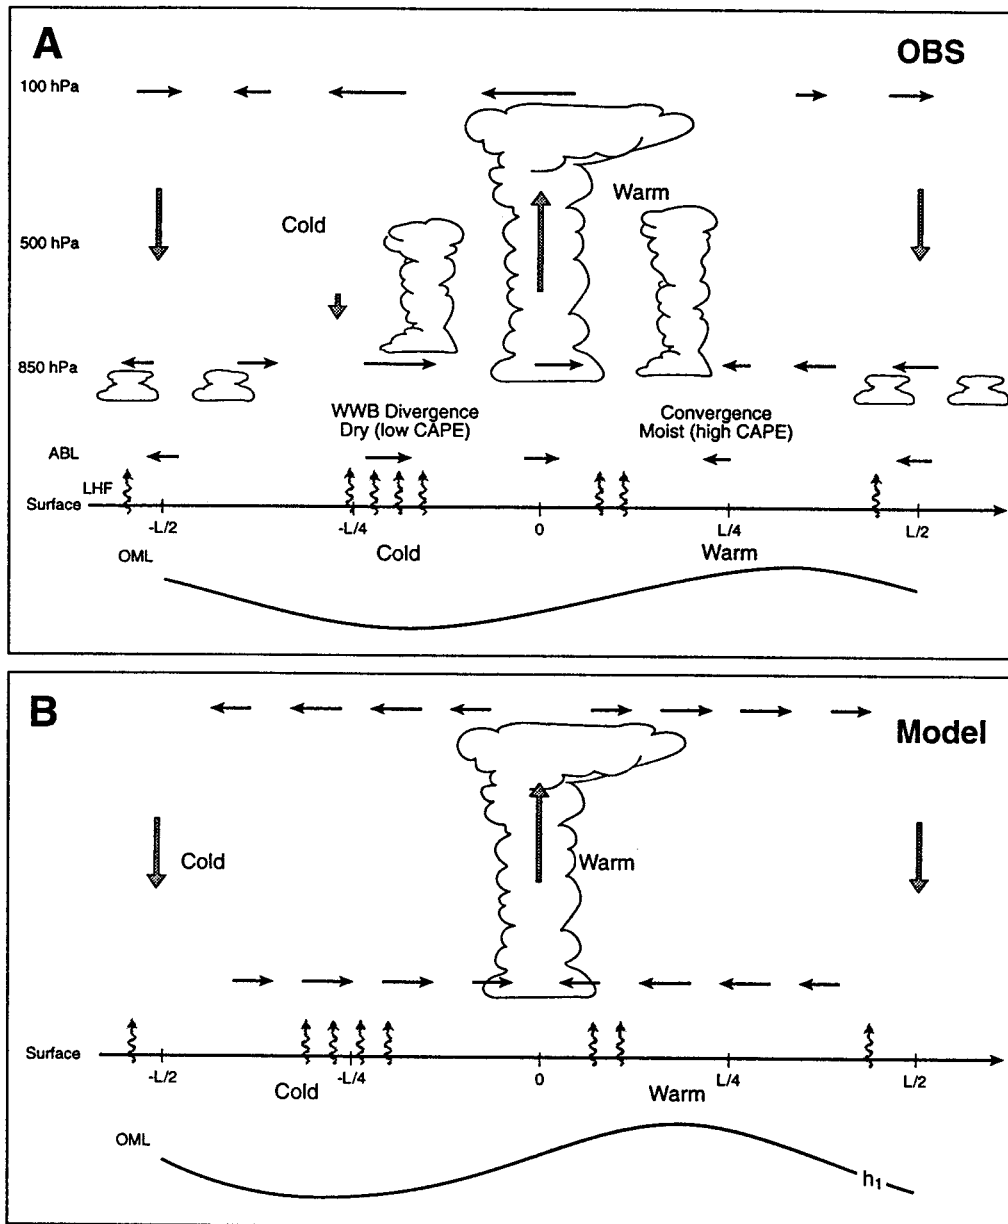 A
OBS
100 hPa
Warm
Cold
500 hPa
850 hPa
WWB Divergence
Dry (low CAPE)
Convergence
Moist (high CAPE)
ABL
LHF
Surface
-L/2
-L/4
0
L/4
L/2
OML
Cold
Warm
B
Model
Cold
Warm
Surface
-L/2
-L/4
0
L/4
L/2
Cold
Warm
OML
h1